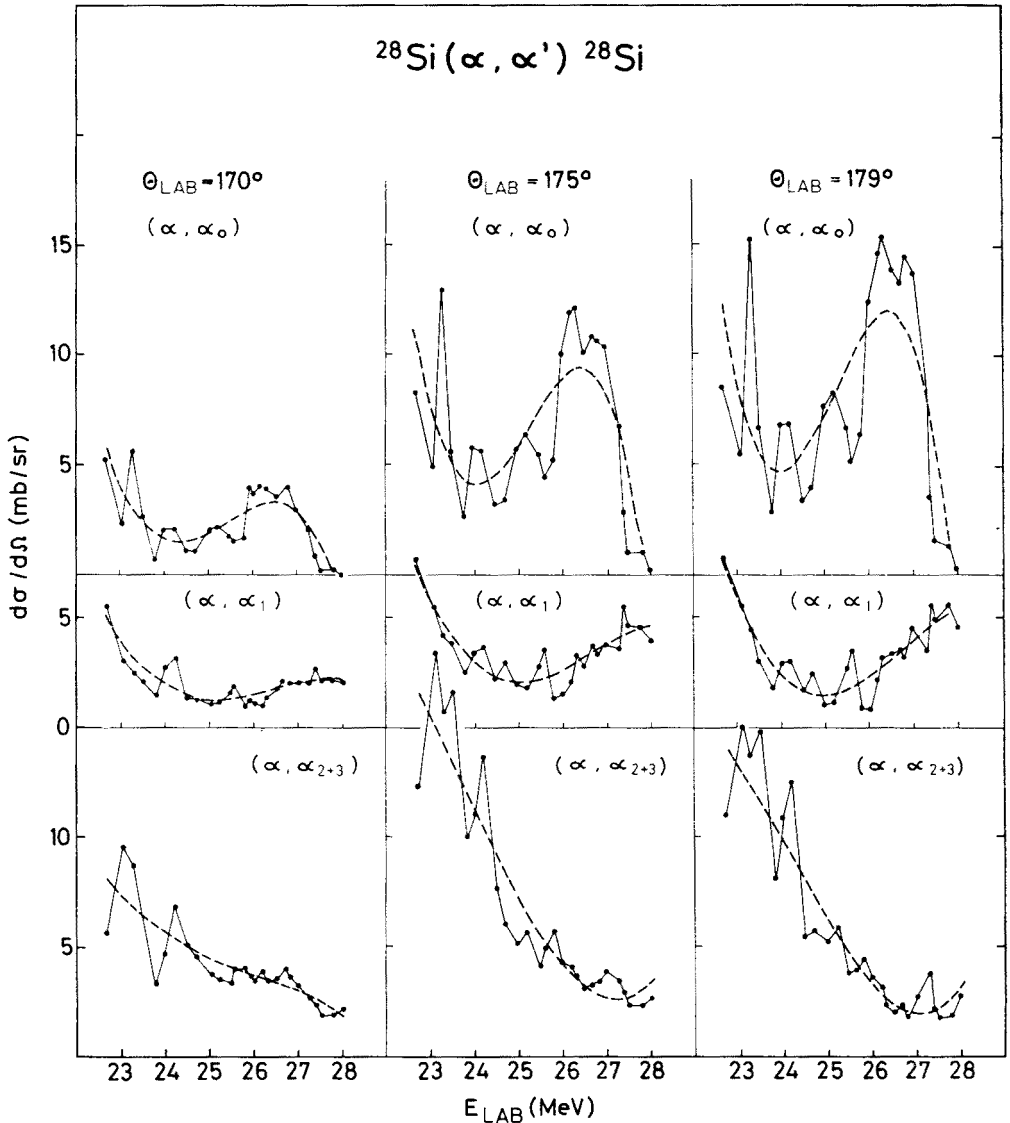 ²⁸Si(α, α') ²⁸Si
Θ_LAB = 170° Θ_LAB = 175° Θ_LAB = 179°
(α, α₀) (α, α₀) (α, α₀)
15
10
5
(α, α₁) (α, α₁) (α, α₁)
5
0
(α, α₂₊₃) (α, α₂₊₃) (α, α₂₊₃)
10
5
dσ/dΩ (mb/sr)
23 24 25 26 27 28 23 24 25 26 27 28 23 24 25 26 27 28
E_LAB (MeV)